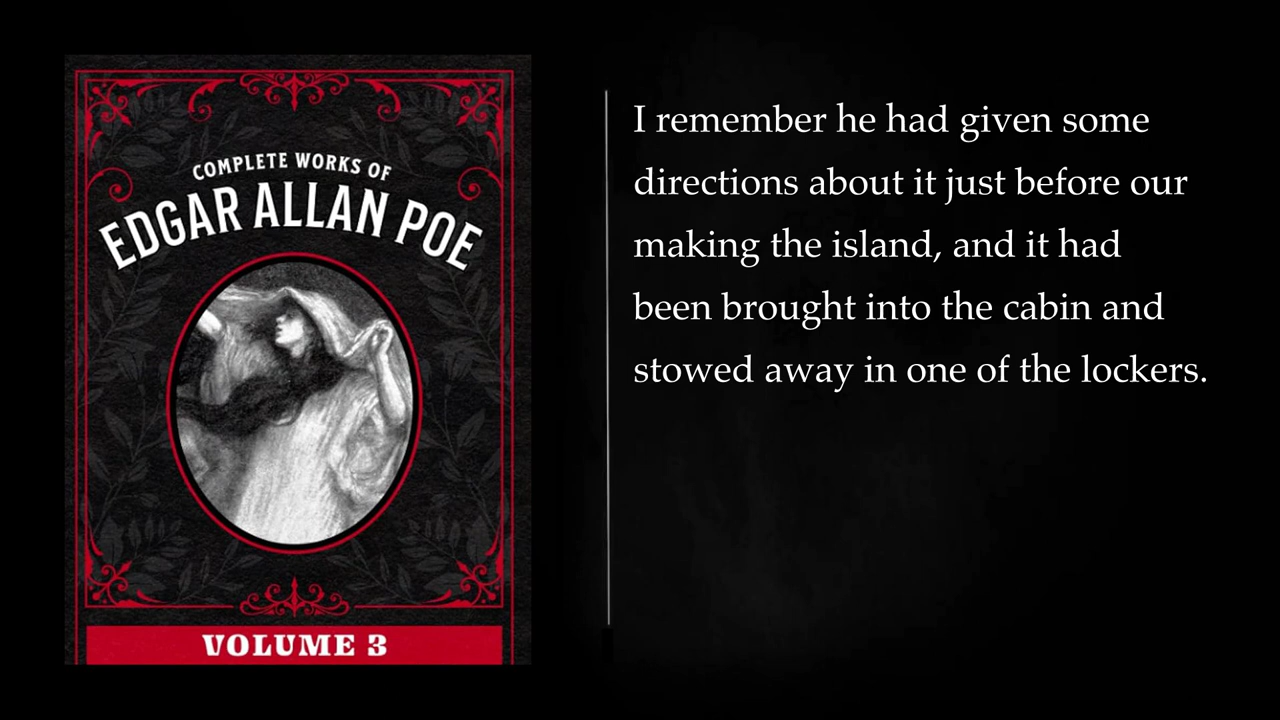 COMPLETE WORKS OF
EDGAR ALLAN POE
VOLUME 3
I remember he had given some
directions about it just before our
making the island, and it had
been brought into the cabin and
stowed away in one of the lockers.